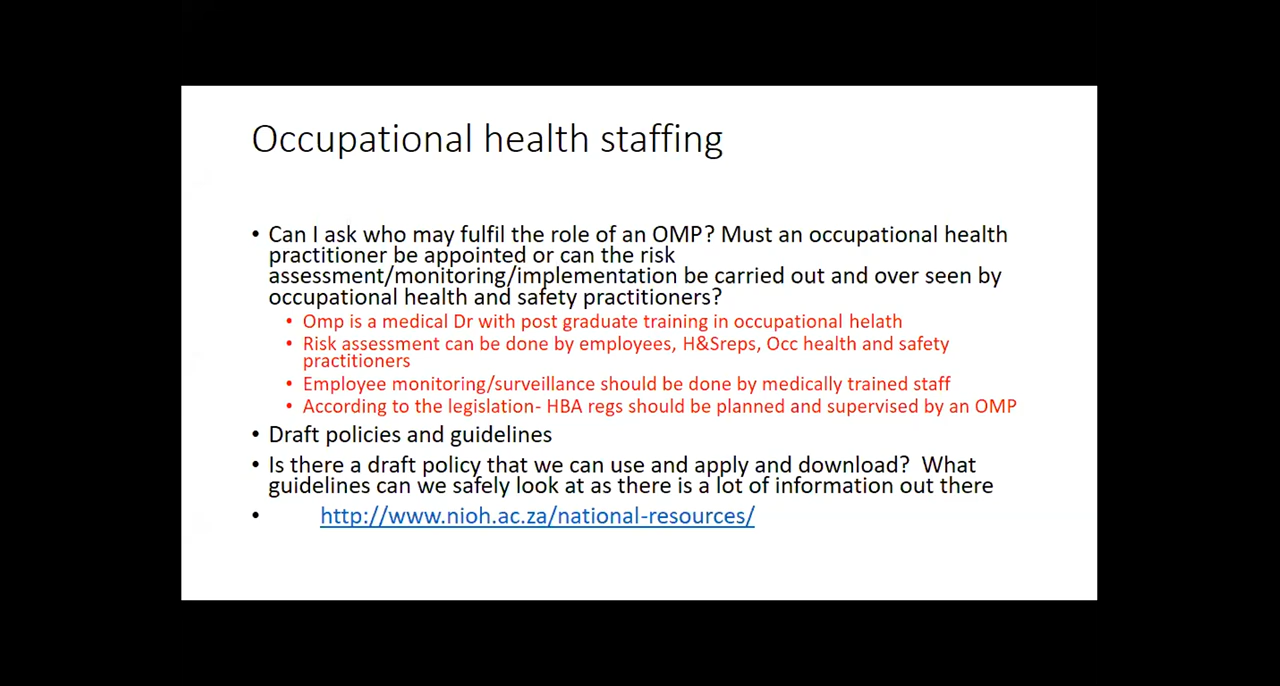 Occupational health staffing
• Can I ask who may fulfil the role of an OMP? Must an occupational health
practitioner be appointed or can the risk
assessment/monitoring/implementation be carried out and over seen by
occupational health and safety practitioners?
• Omp is a medical Dr with post graduate training in occupational helath
• Risk assessment can be done by employees, H&Sreps, Occ health and safety
practitioners
• Employee monitoring/surveillance should be done by medically trained staff
• According to the legislation- HBA regs should be planned and supervised by an OMP
• Draft policies and guidelines
• Is there a draft policy that we can use and apply and download?  What
guidelines can we safely look at as there is a lot of information out there
• http://www.nioh.ac.za/national-resources/